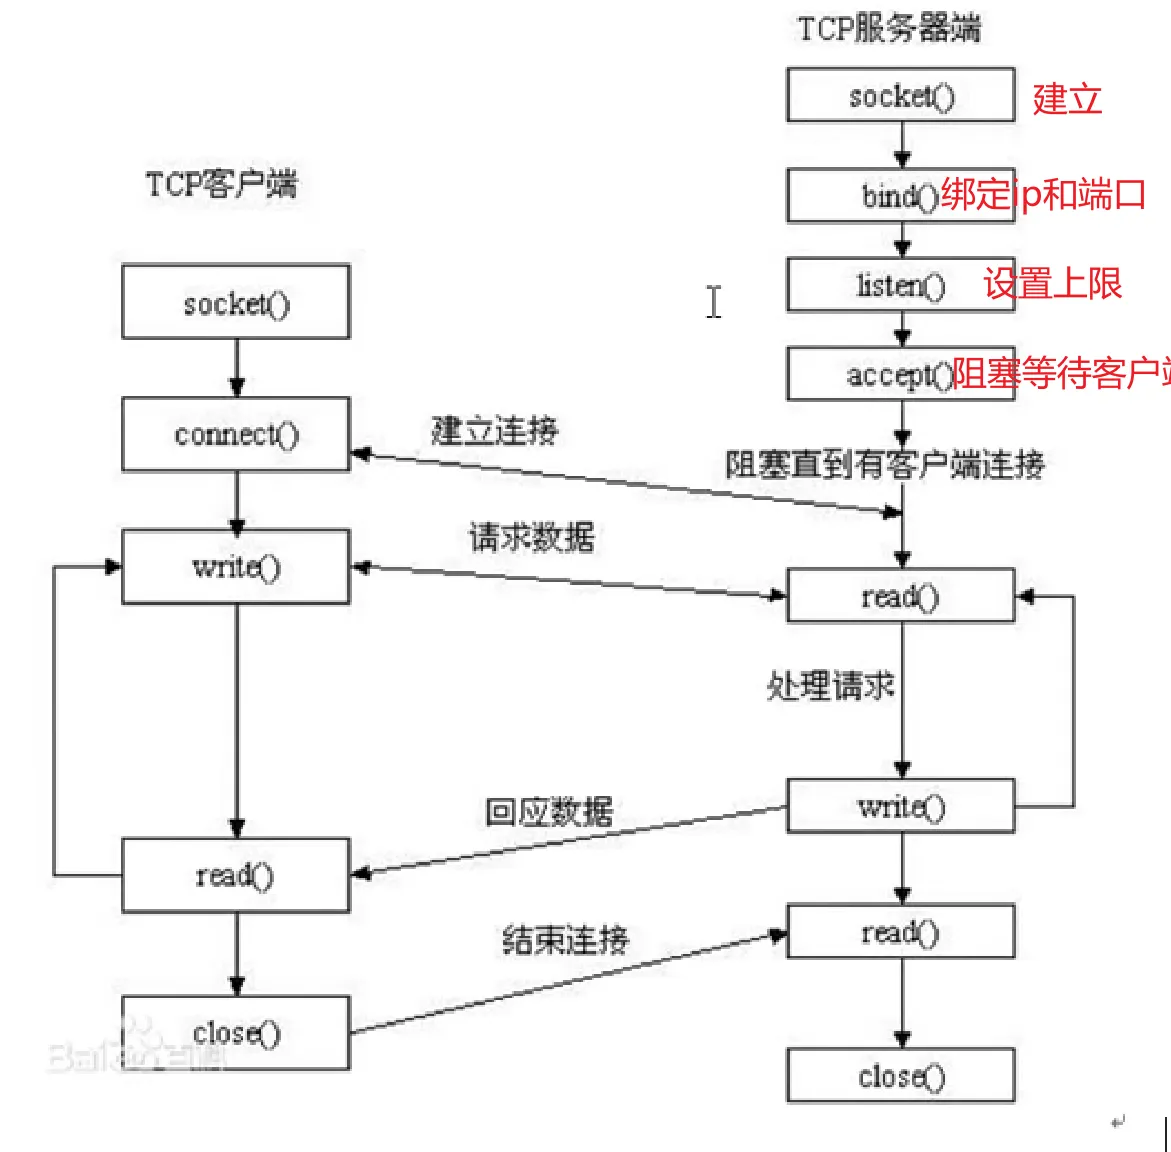 TCP服务器端
socket()
建立
TCP客户端
bind()
绑定ip和端口
socket()
listen()
设置上限
accept()
阻塞等待客户端
connect()
建立连接
阻塞直到有客户端连接
请求数据
write()
read()
处理请求
回应数据
write()
read()
结束连接
read()
close()
Baidu百科
close()